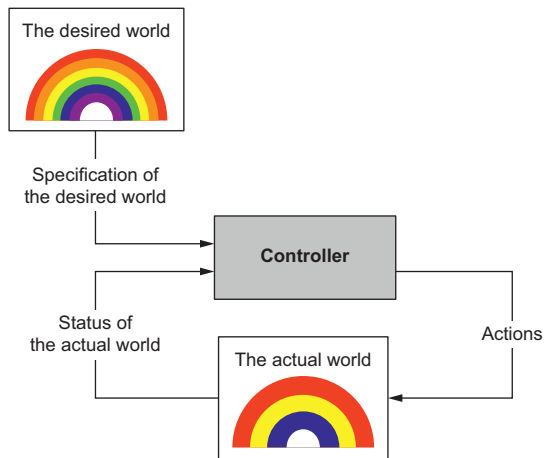 The desired world
Specification of
the desired world
Controller
Status of
the actual world
Actions
The actual world